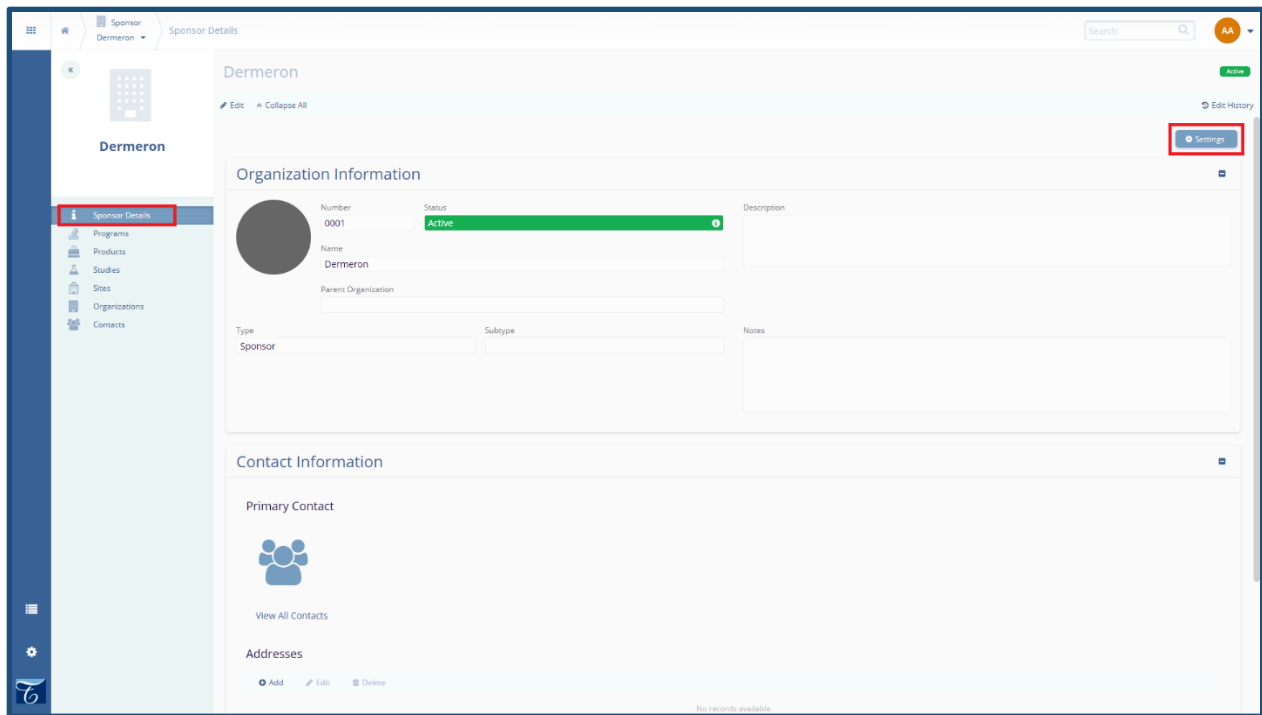 Sponsor
Dermeron
Sponsor Details
Search
AA
Dermeron
Active
Edit Collapse All
Edit History
Dermeron
Settings
Organization Information
Sponsor Details
Programs
Products
Studies
Sites
Organizations
Contacts
Number Status Description
0001 Active
Name
Dermeron
Parent Organization
Type Subtype Notes
Sponsor
Contact Information
Primary Contact
View All Contacts
Addresses
Add Edit Delete
No records available